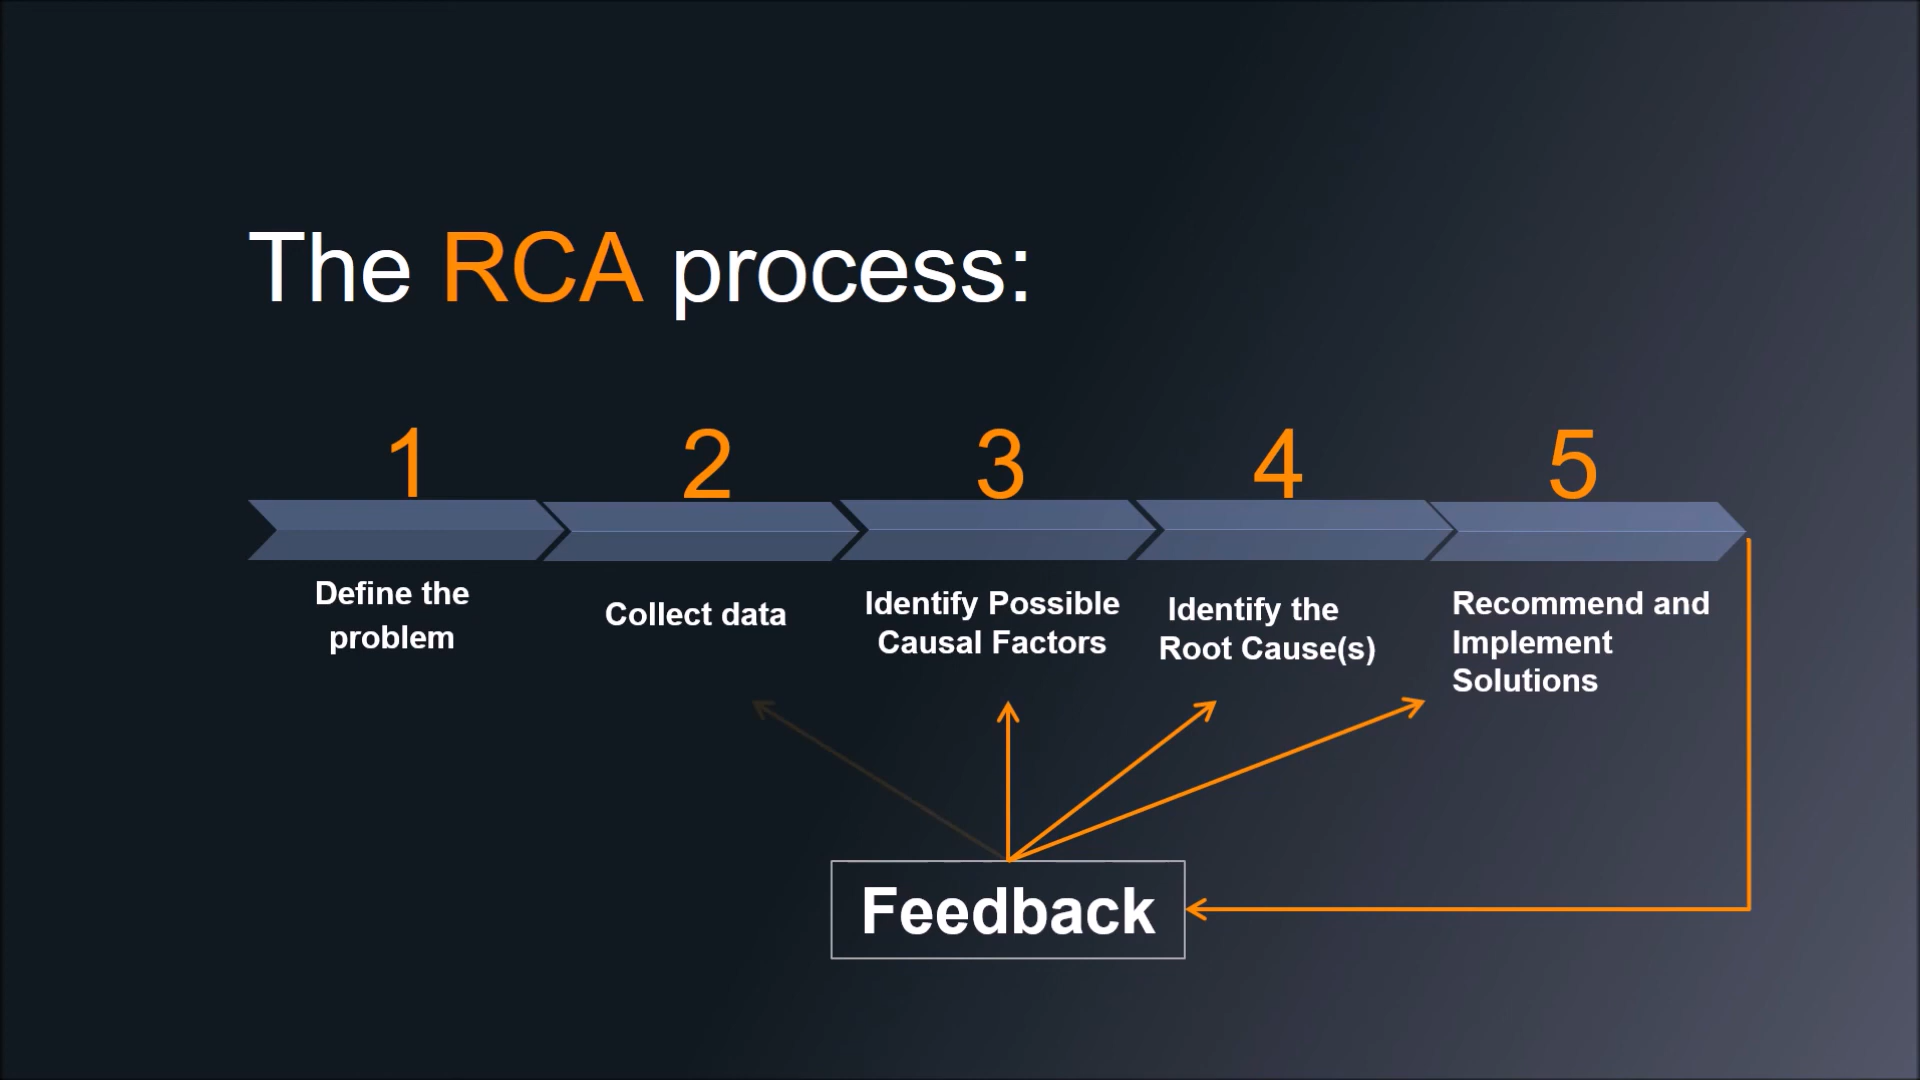 The RCA process:
1
2
3
4
5
Define the
problem
Collect data
Identify Possible
Causal Factors
Identify the
Root Cause(s)
Recommend and
Implement
Solutions
Feedback